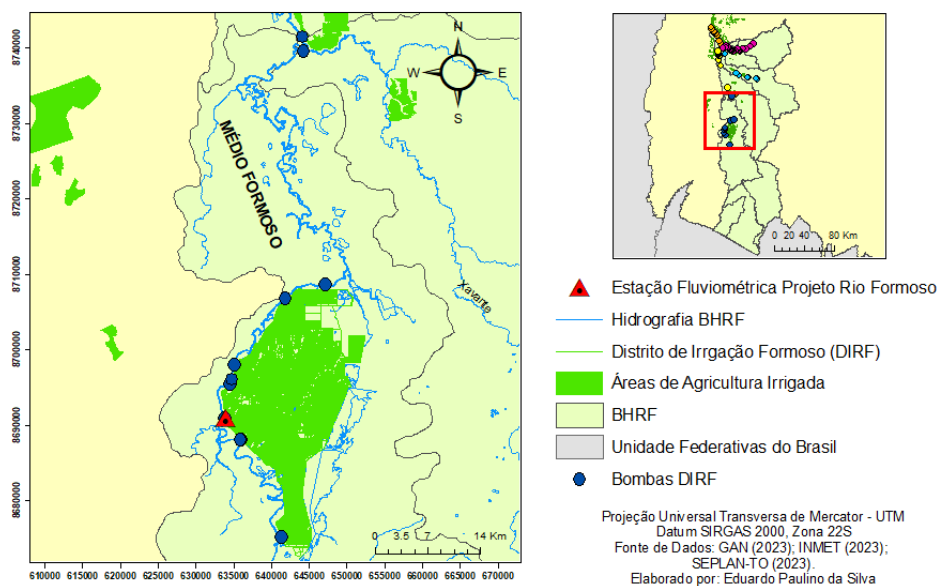 8740000
8730000
8720000
8710000
8700000
8690000
8680000
N
W
E
S
MÉDIO FORMOSO
Xavante
0 3.5 7 14 Km
610000 615000 620000 625000 630000 635000 640000 645000 650000 655000 660000 665000 670000
0 20 40 80 Km
Estação Fluviométrica Projeto Rio Formoso
Hidrografia BHRF
Distrito de Irrgação Formoso (DIRF)
Áreas de Agricultura Irrigada
BHRF
Unidade Federativas do Brasil
Bombas DIRF
Projeção Universal Transversa de Mercator - UTM
Datum SIRGAS 2000, Zona 22S
Fonte de Dados: GAN (2023); INMET (2023);
SEPLAN-TO (2023).
Elaborado por: Eduardo Paulino da Silva